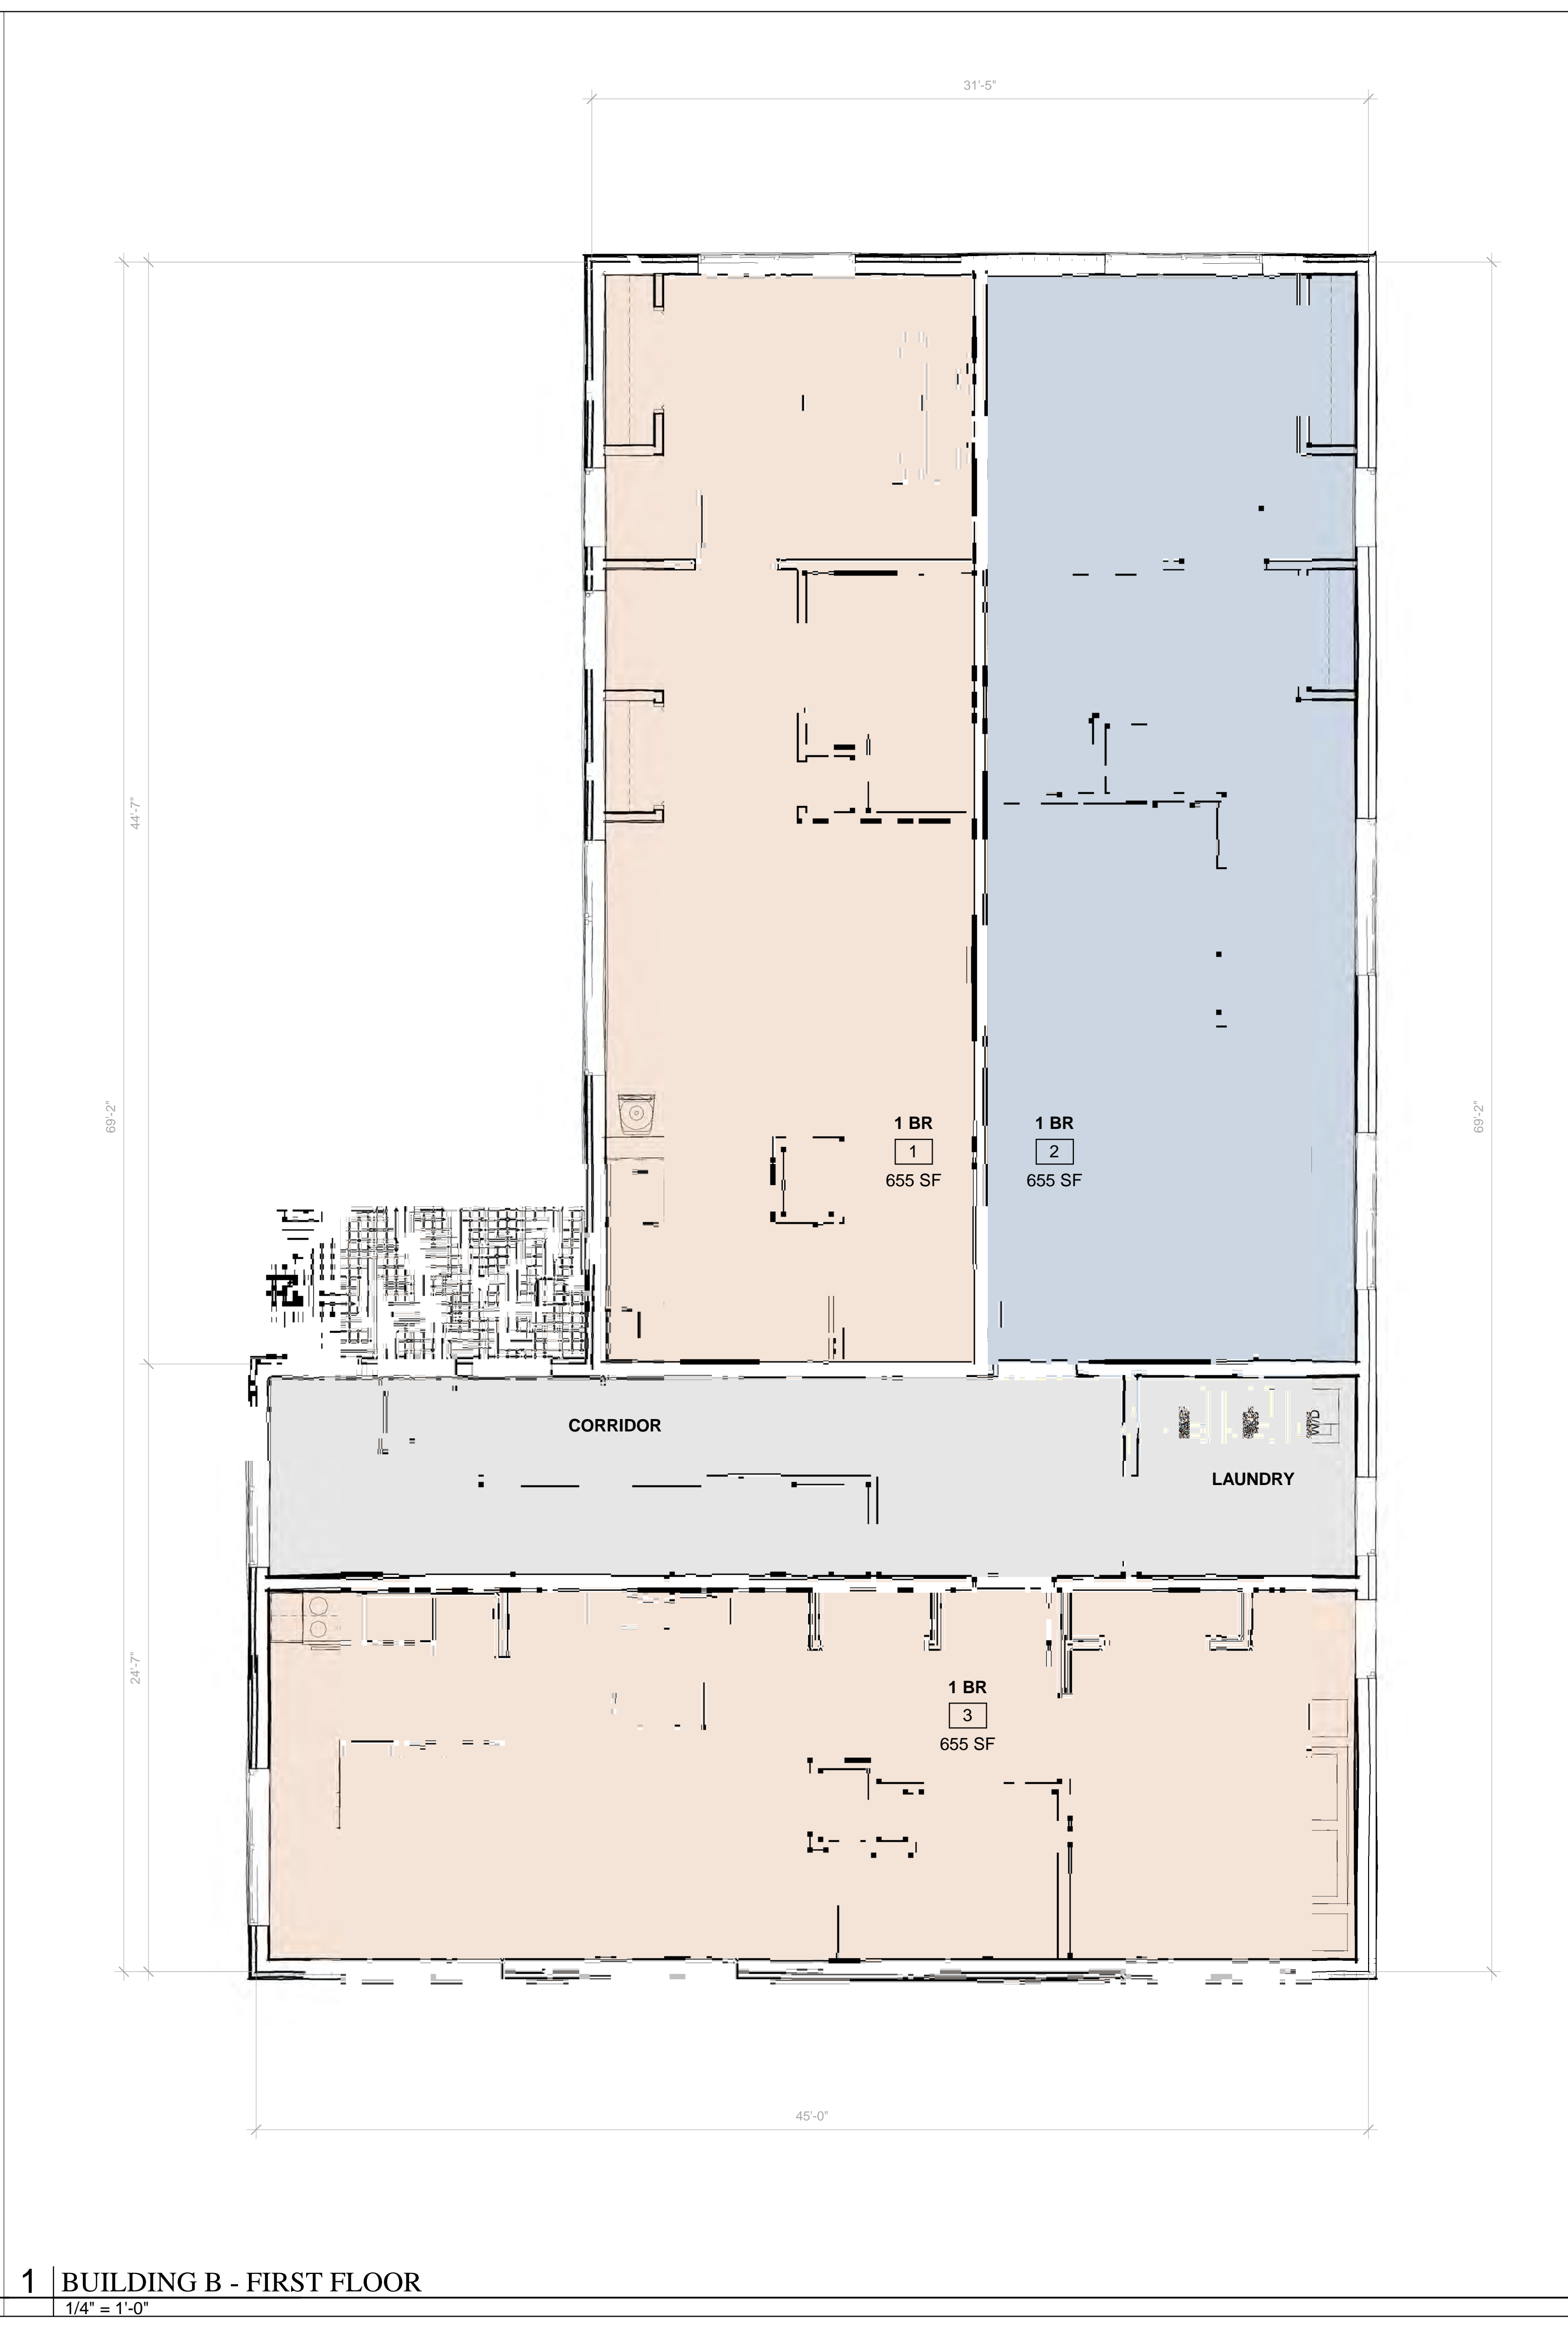 31'-5"
44'-7"
69'-2"
69'-2"
1 BR
1
655 SF
1 BR
2
655 SF
CORRIDOR
W/D
LAUNDRY
24'-7"
1 BR
3
655 SF
45'-0"
1 BUILDING B - FIRST FLOOR
1/4" = 1'-0"